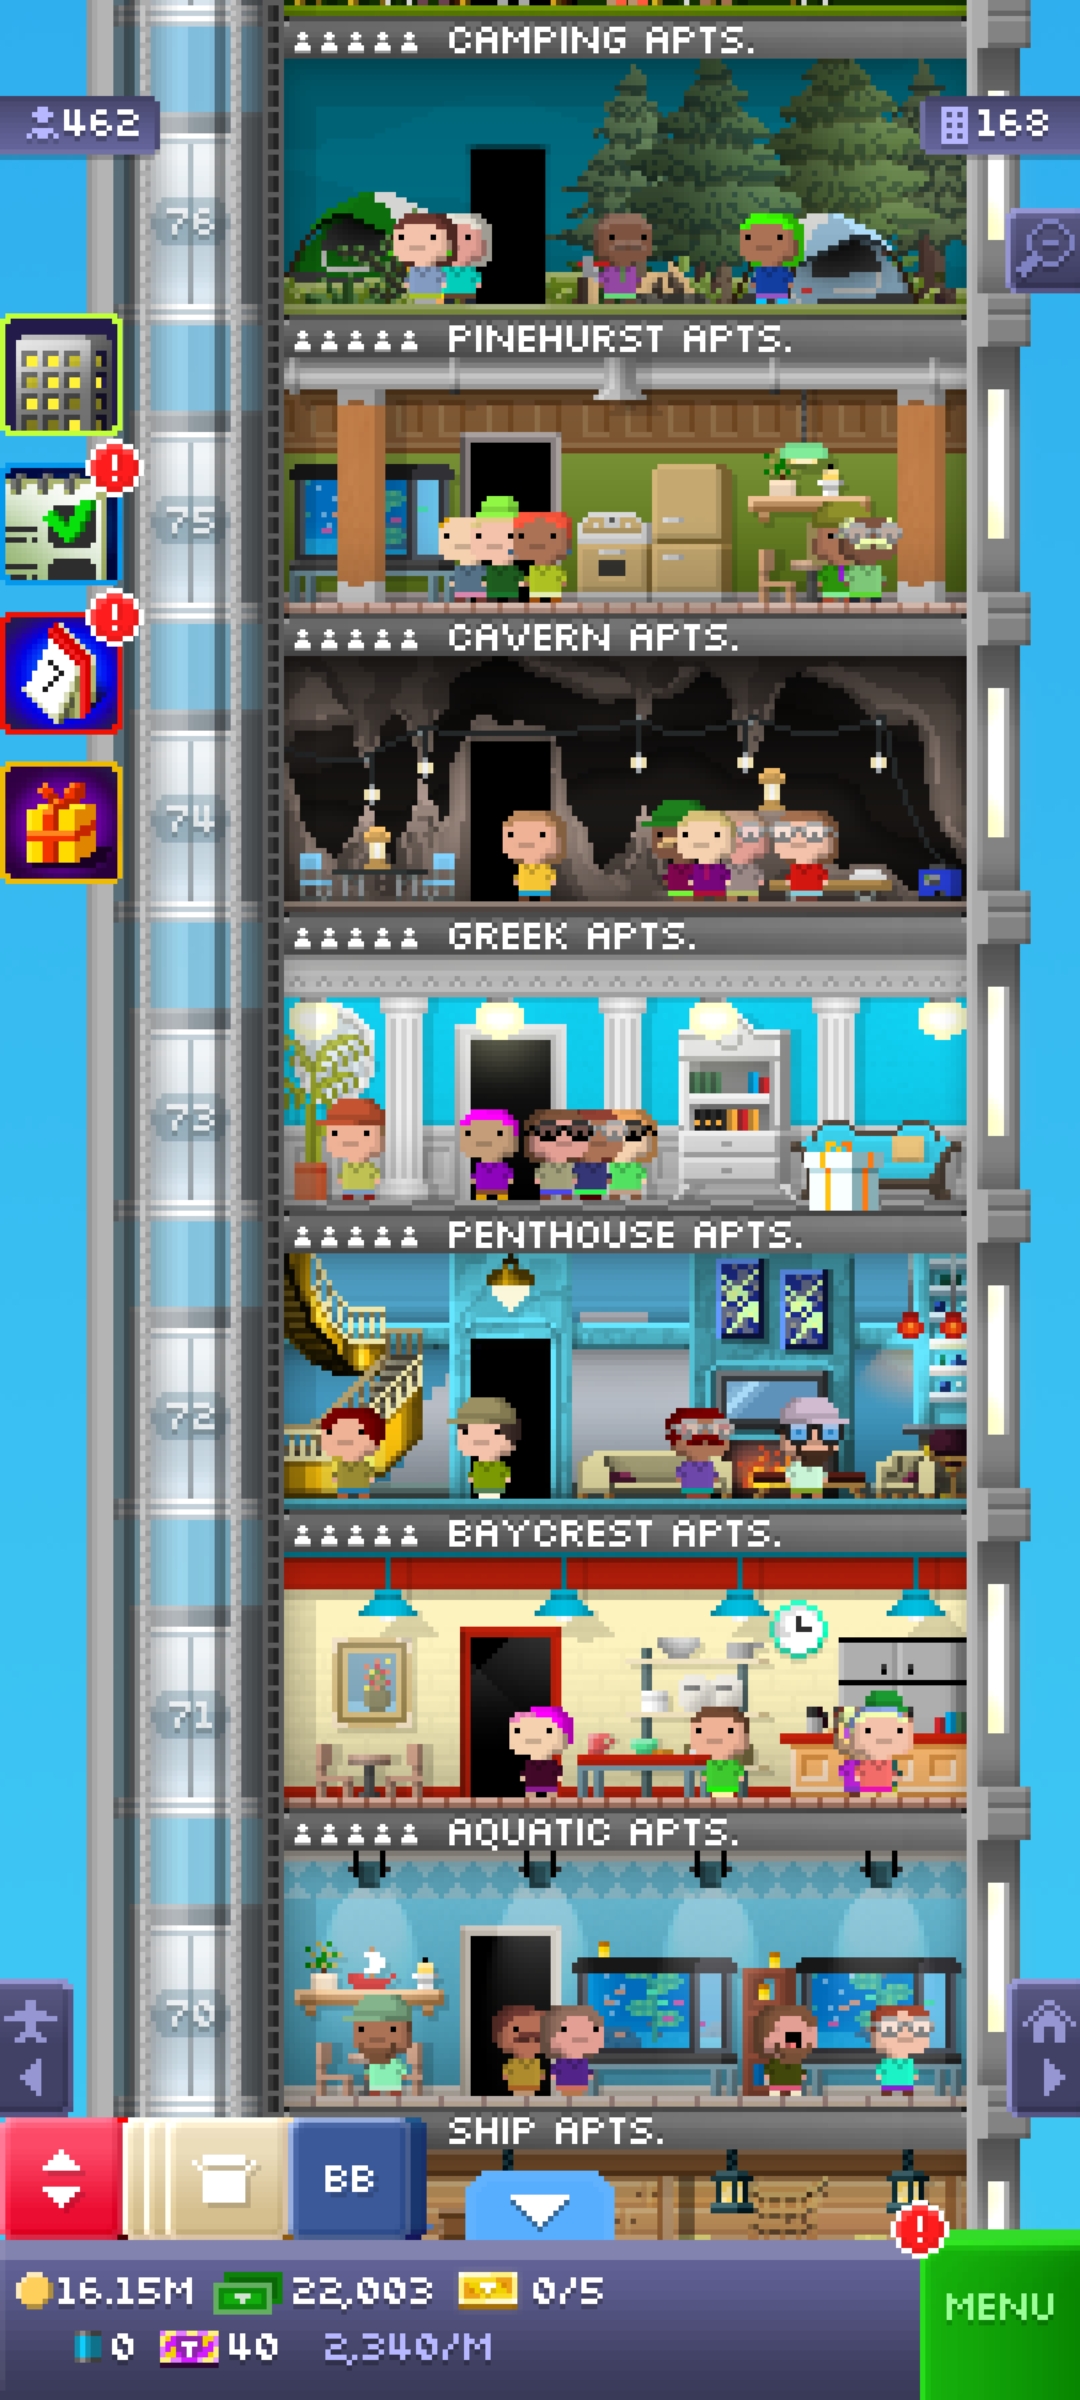 CAMPING APTS.
462
168
76
PINEHURST APTS.
75
CAVERN APTS.
7
74
GREEK APTS.
73
PENTHOUSE APTS.
72
BAYCREST APTS.
71
AQUATIC APTS.
70
SHIP APTS.
BB
16.15M 22,003 0/5
MENU
0 T 40 2,340/M